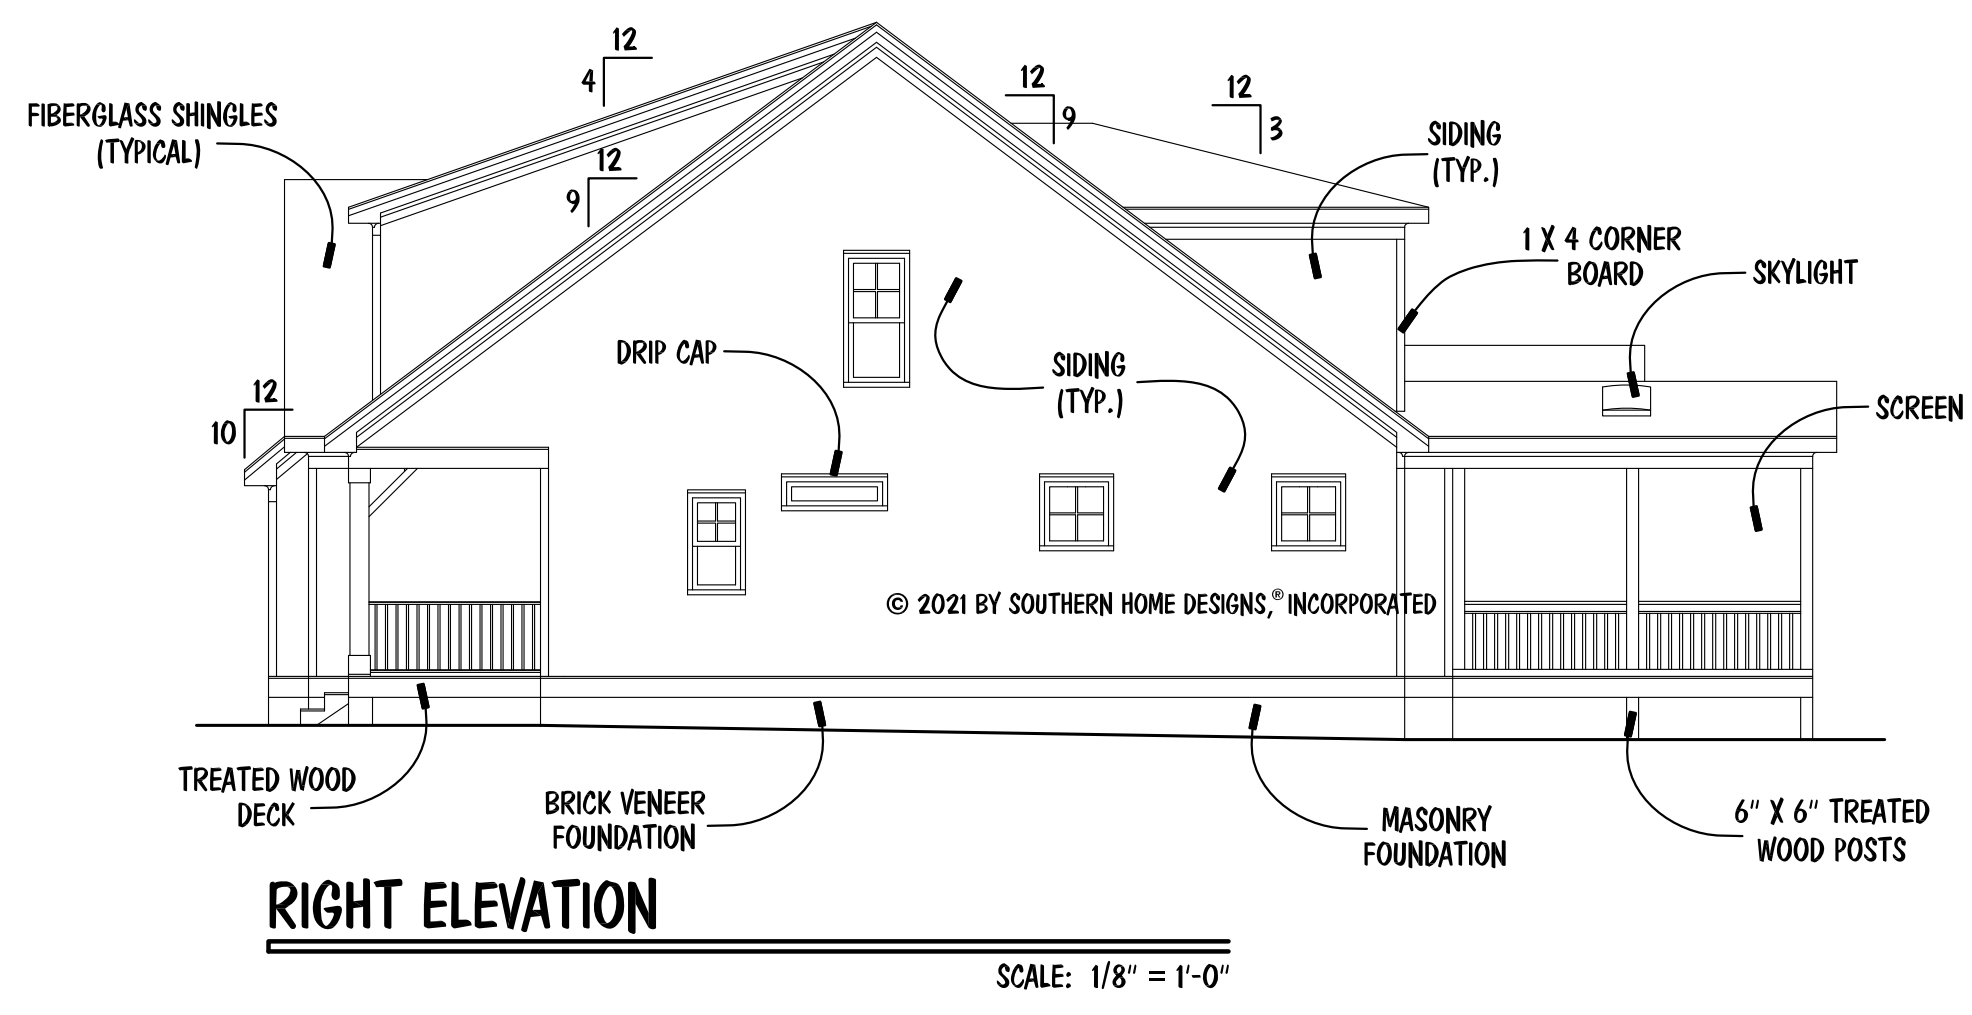 12
4
12
9
12
3
FIBERGLASS SHINGLES
(TYPICAL)
SIDING
(TYP.)
12
9
1 X 4 CORNER
BOARD
SKYLIGHT
DRIP CAP
SIDING
(TYP.)
12
10
SCREEN
© 2021 BY SOUTHERN HOME DESIGNS,® INCORPORATED
TREATED WOOD
DECK
BRICK VENEER
FOUNDATION
MASONRY
FOUNDATION
6" X 6" TREATED
WOOD POSTS
RIGHT ELEVATION
SCALE: 1/8" = 1'-0"